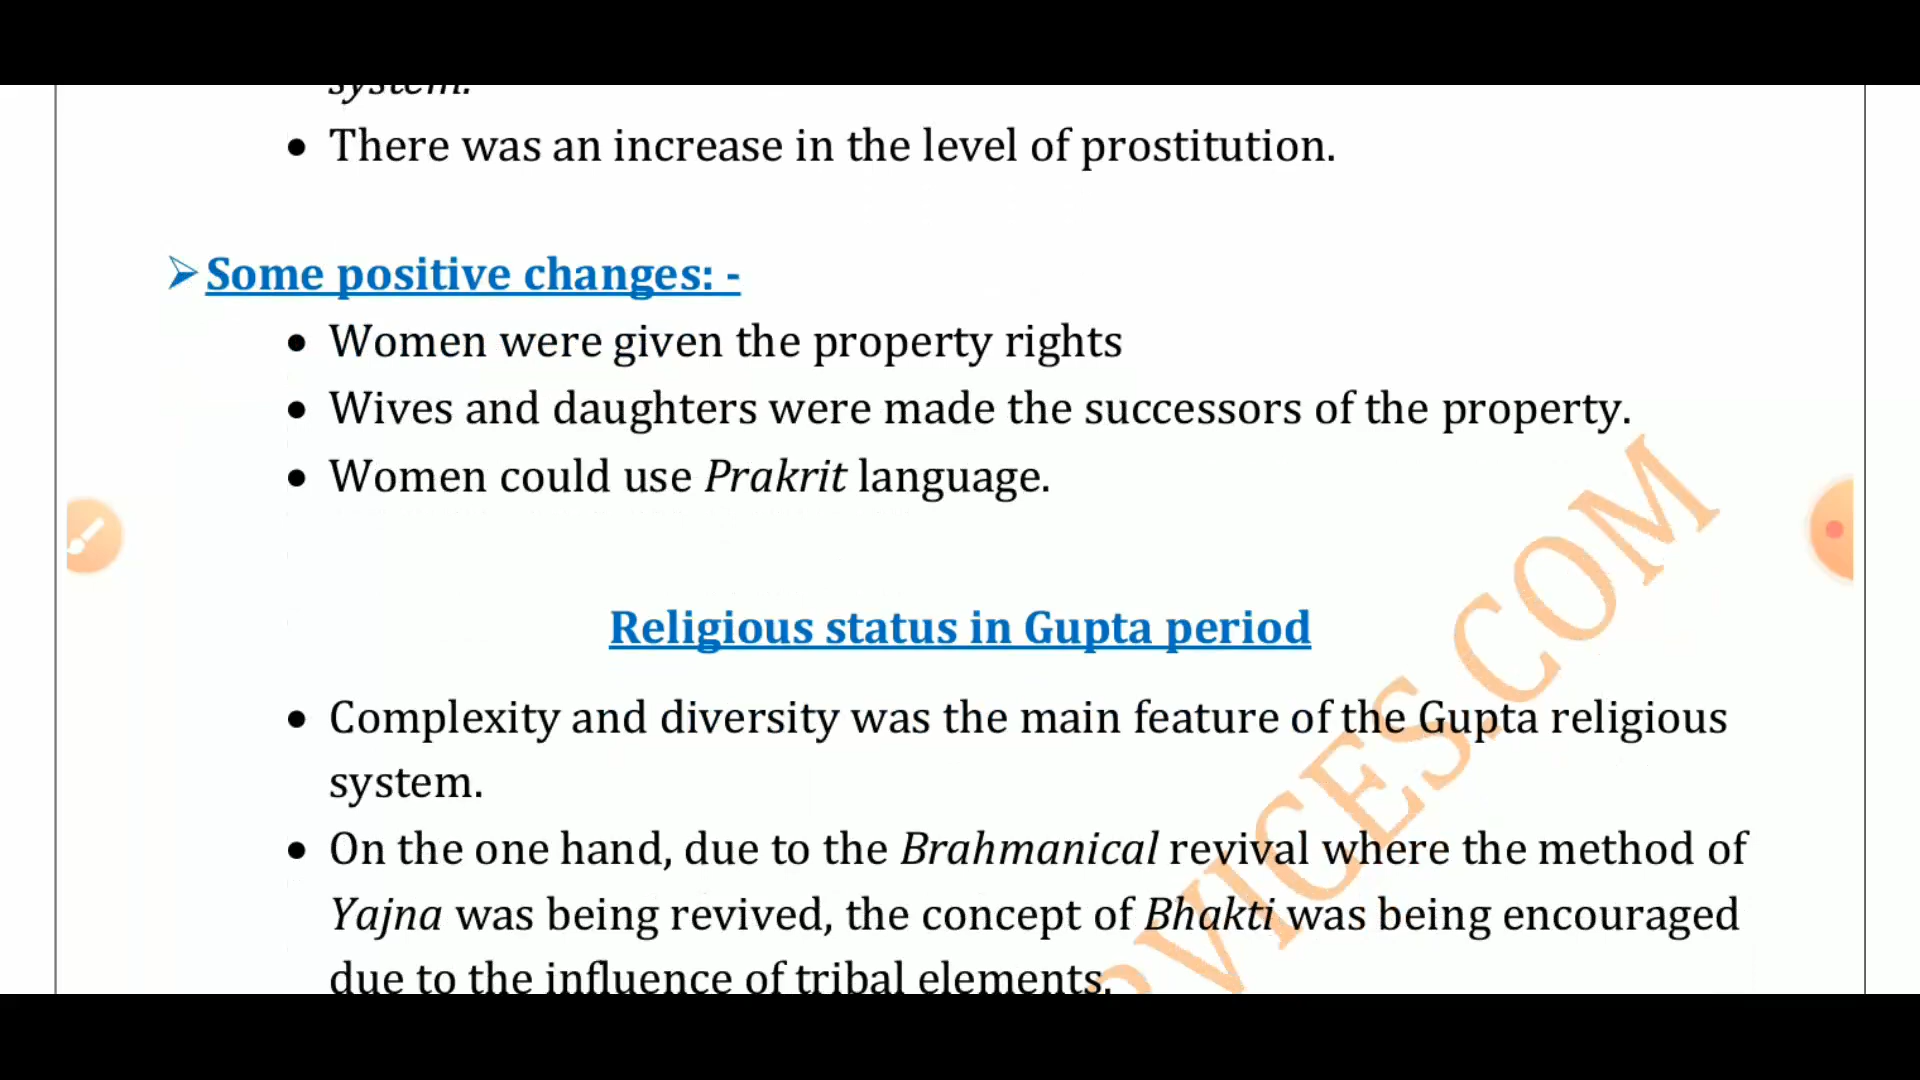 system.
• There was an increase in the level of prostitution.
➢ Some positive changes: -
• Women were given the property rights
• Wives and daughters were made the successors of the property.
• Women could use Prakrit language.
Religious status in Gupta period
• Complexity and diversity was the main feature of the Gupta religious
system.
• On the one hand, due to the Brahmanical revival where the method of
Yajna was being revived, the concept of Bhakti was being encouraged
due to the influence of tribal elements.
RVICES.COM